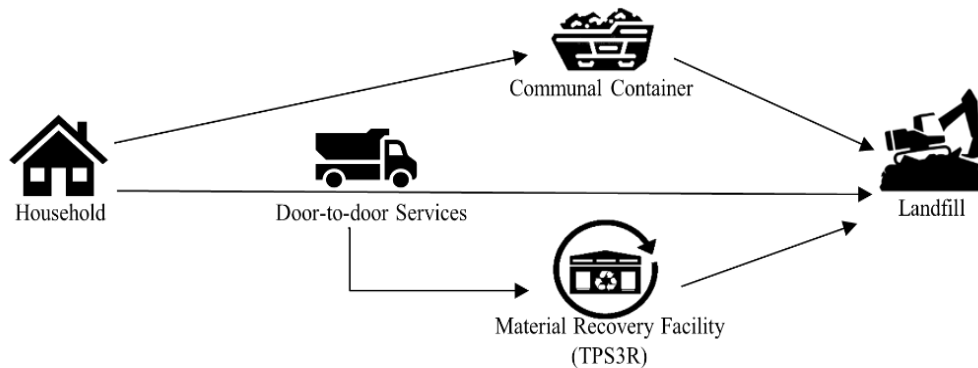 Communal Container
Household
Door-to-door Services
Landfill
Material Recovery Facility
(TPS3R)